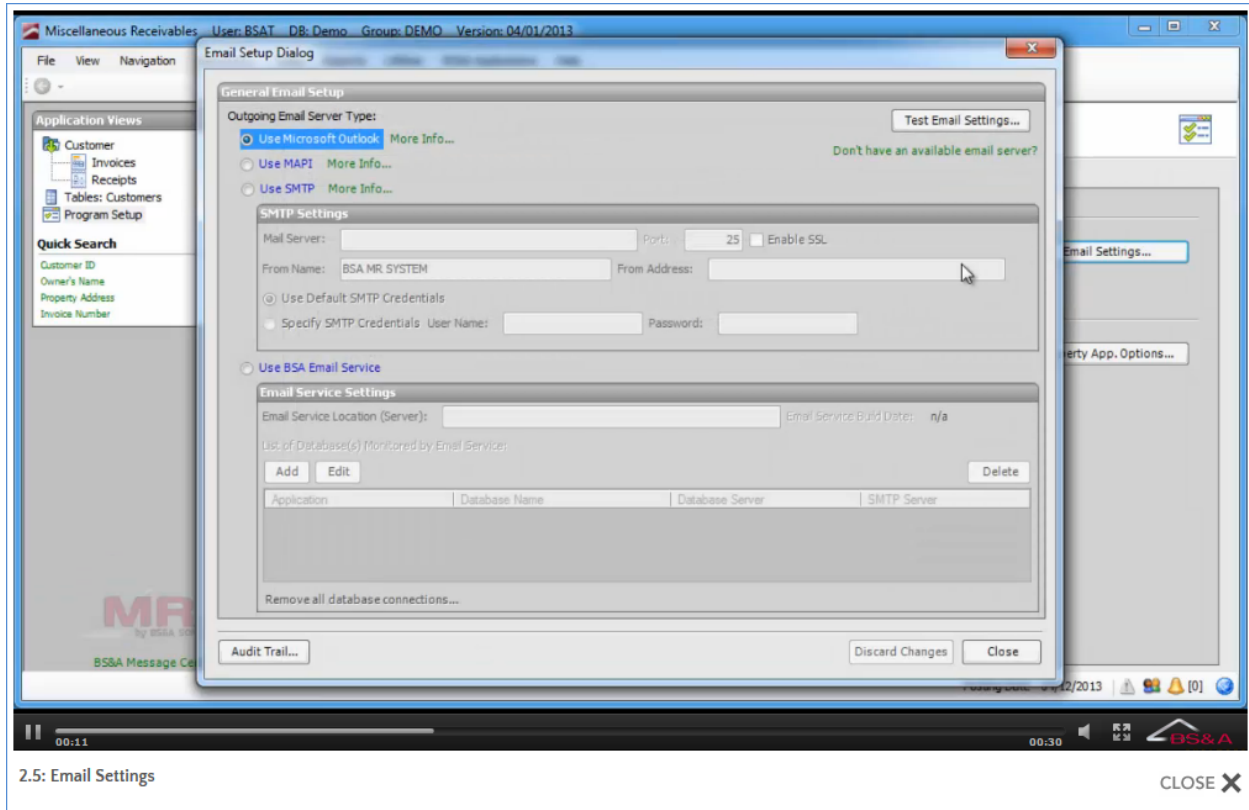 Miscellaneous Receivables User: BSAT DB: Demo Group: DEMO Version: 04/01/2013
Email Setup Dialog
File View Navigation
General Email Setup
Application Views
Outgoing Email Server Type:
Test Email Settings...
Use Microsoft Outlook More Info...
Don't have an available email server?
Customer
Invoices
Use MAPI More Info...
Receipts
Use SMTP More Info...
Tables: Customers
Program Setup
SMTP Settings
Quick Search
Mail Server: Port: 25 Enable SSL
Email Settings...
Customer ID
From Name: BSA MR SYSTEM From Address:
Owner's Name
Property Address
Use Default SMTP Credentials
Invoice Number
Specify SMTP Credentials User Name: Password:
erty App. Options...
Use BSA Email Service
Email Service Settings
Email Service Location (Server): Email Service Build Date: n/a
List of Database(s) Monitored by Email Service:
Add Edit Delete
Application Database Name Database Server SMTP Server
Remove all database connections...
MR
Audit Trail... Discard Changes Close
BS&A Message Ce
12/2013 [0]
00:11 00:30 BS&A
2.5: Email Settings
CLOSE